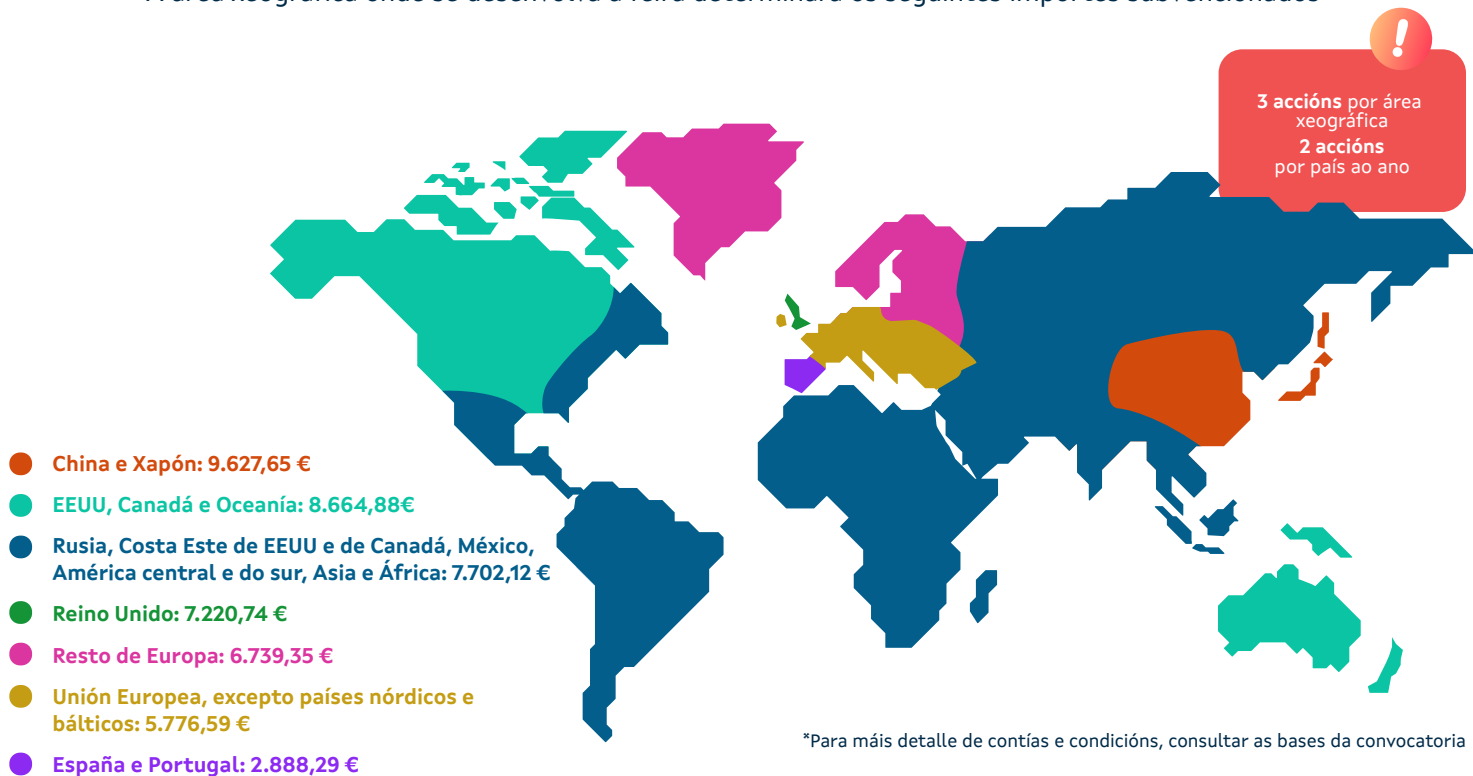 !
3 accións por área
xeográfica
2 accións
por país ao ano
China e Xapón: 9.627,65 €
EEUU, Canadá e Oceanía: 8.664,88€
Rusia, Costa Este de EEUU e de Canadá, México,
América central e do sur, Asia e África: 7.702,12 €
Reino Unido: 7.220,74 €
Resto de Europa: 6.739,35 €
Unión Europea, excepto países nórdicos e
bálticos: 5.776,59 €
España e Portugal: 2.888,29 €
*Para máis detalle de contías e condicións, consultar as bases da convocatoria